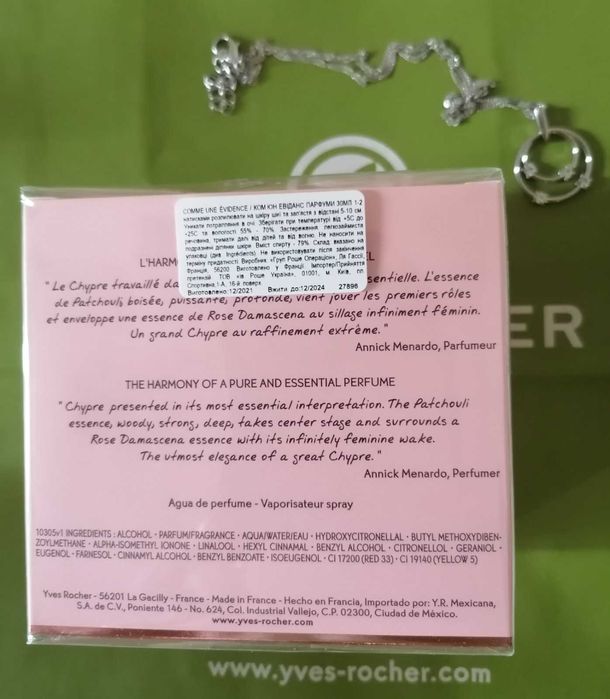 COMME UNE ÉVIDENCE / КОМ ЮН ЕВІДАНС ПАРФУМИ 30МЛ 1-2
натисками розпилювати на шкіру шиї та зап'ястя з відстані 5-10 см
Уникати потрапляння в очі. Зберігати при температурі від +5С до
+25С та вологості 55% - 70%. Застереження: легкозаймиста
речовина, тримати далі від дітей та від вогню. Не наносити на
подразнені ділянки шкіри. Вміст спирту - 79%. Склад вказано на
упаковці (див. Ingredients). Не використовувати після закінчення
терміну придатності. Виробник «Груп Роше Операціон», Ля Гассі,
Франція, 56200 Виготовлено у Франції. Імпортер/Прийняття
претензій ТОВ «Ів Роше Україна», 01001, м. Київ, пл.
Спортивна,1-А, 16-й поверх.
Виготовлено:12/2021 Вжити до:12/2024 27896
L'HARM EL
"Le Chypre travaillé da ssentielle. L'essence
de Patchouli, boisée, puissante, profonde, vient jouer les premiers rôles
et enveloppe une essence de Rose Damascena au sillage infiniment féminin.
Un grand Chypre au raffinement extrême."
Annick Menardo, Parfumeur
THE HARMONY OF A PURE AND ESSENTIAL PERFUME
"Chypre presented in its most essential interpretation. The Patchouli
essence, woody, strong, deep, takes center stage and surrounds a
Rose Damascena essence with its infinitely feminine wake.
The utmost elegance of a great Chypre."
Annick Menardo, Perfumer
Agua de perfume - Vaporisateur spray
10305v1 INGREDIENTS : ALCOHOL · PARFUM/FRAGRANCE · AQUA/WATER/EAU · HYDROXYCITRONELLAL · BUTYL METHOXYDIBEN-
ZOYLMETHANE · ALPHA-ISOMETHYL IONONE · LINALOOL · HEXYL CINNAMAL · BENZYL ALCOHOL · CITRONELLOL · GERANIOL ·
EUGENOL · FARNESOL · CINNAMYL ALCOHOL · BENZYL BENZOATE · ISOEUGENOL · CI 17200 (RED 33) · CI 19140 (YELLOW 5)
Yves Rocher - 56201 La Gacilly - France - Made in France - Hecho en Francia, Importado por: Y.R. Mexicana,
S.A. de C.V., Poniente 146 - No. 624, Col. Industrial Vallejo, C.P. 02300, Ciudad de México.
www.yves-rocher.com
CHER
www.yves-rocher.com